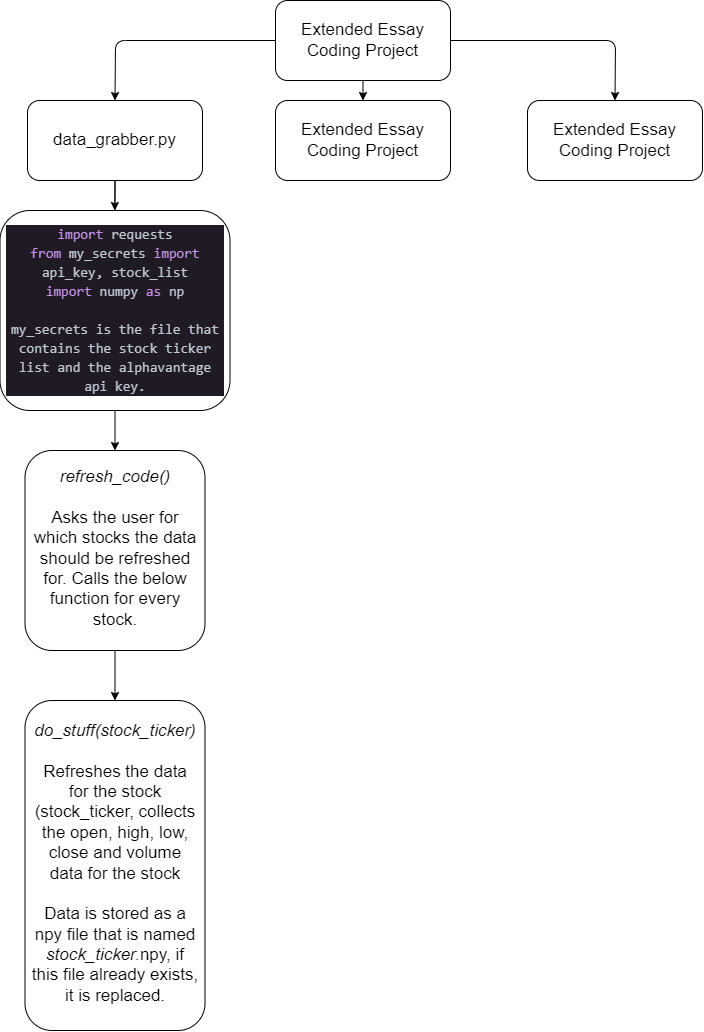 Extended Essay
Coding Project
data_grabber.py
Extended Essay
Coding Project
Extended Essay
Coding Project
import requests
from my_secrets import
api_key, stock_list
import numpy as np
my_secrets is the file that
contains the stock ticker
list and the alphavantage
api key.
refresh_code()
Asks the user for
which stocks the data
should be refreshed
for. Calls the below
function for every
stock.
do_stuff(stock_ticker)
Refreshes the data
for the stock
(stock_ticker, collects
the open, high, low,
close and volume
data for the stock
Data is stored as a
npy file that is named
stock_ticker.npy, if
this file already exists,
it is replaced.